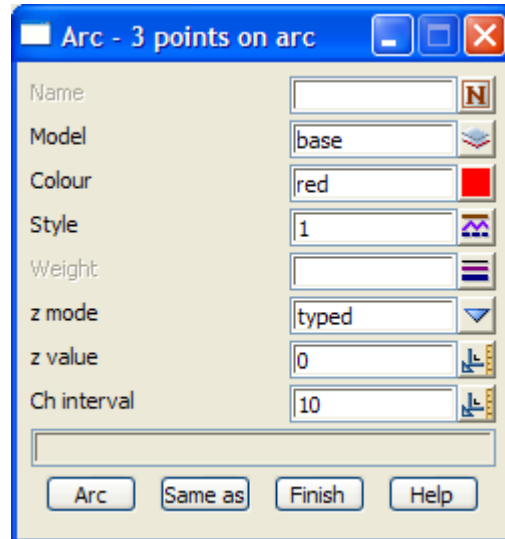 Arc - 3 points on arc
Name N
Model base
Colour red
Style 1
Weight
z mode typed
z value 0
Ch interval 10
Arc Same as Finish Help